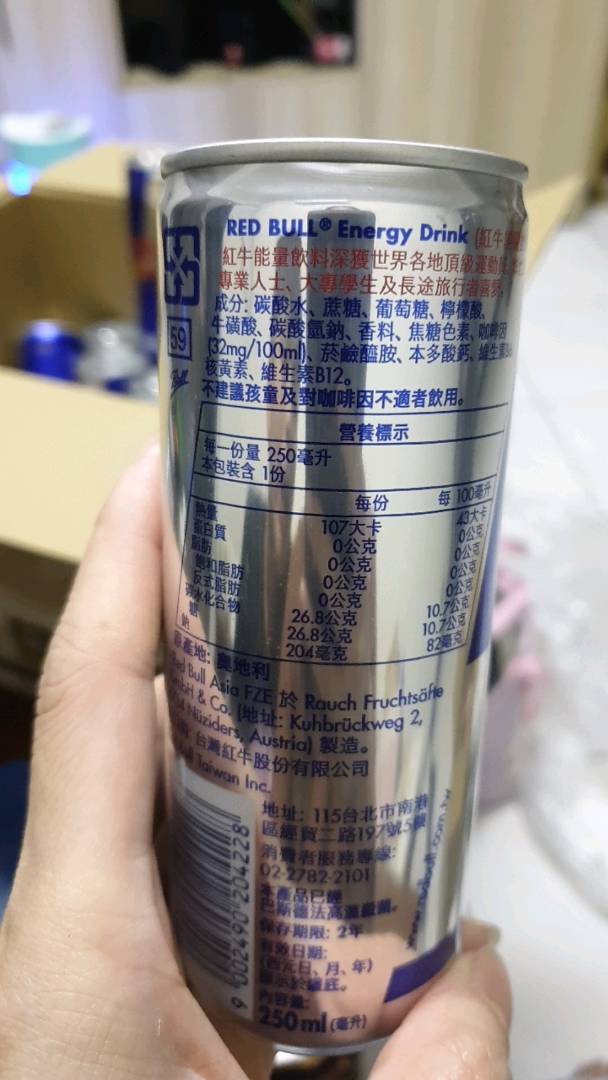 RED BULL® Energy Drink (紅牛
紅牛能量飲料深獲世界各地頂級運動員、
專業人士、大專學生及長途旅行者喜愛。
成分: 碳酸水、蔗糖、葡萄糖、檸檬酸、
牛磺酸、碳酸氫鈉、香料、焦糖色素、咖啡因
(32mg/100ml)、菸鹼醯胺、本多酸鈣、維生素B6
核黃素、維生素B12。
不建議孩童及對咖啡因不適者飲用。
59
Ball
營養標示
每一份量 250毫升
本包裝含 1份
每份 每 100毫升
熱量 107大卡 43大卡
蛋白質 0公克 0公克
脂肪 0公克 0公克
飽和脂肪 0公克 0公克
反式脂肪 0公克 0公克
碳水化合物 26.8公克 10.7公克
糖 26.8公克 10.7公克
鈉 204毫克 82毫克
原產地: 奧地利
Red Bull Asia FZE 於 Rauch Fruchtsäfte
GmbH & Co. (地址: Kuhbrückweg 2,
Nüziders, Austria) 製造。
台灣紅牛股份有限公司
Taiwan Inc.
地址: 115台北市南港
區經貿二路197號5樓
消費者服務專線:
02-2782-2101
本產品已經
巴斯德法高溫殺菌。
保存期限: 2年
有效日期:
(西元日、月、年)
標示於罐底。
內容量:
250 ml (毫升)
www.redbull.com.tw
9 002490 204228